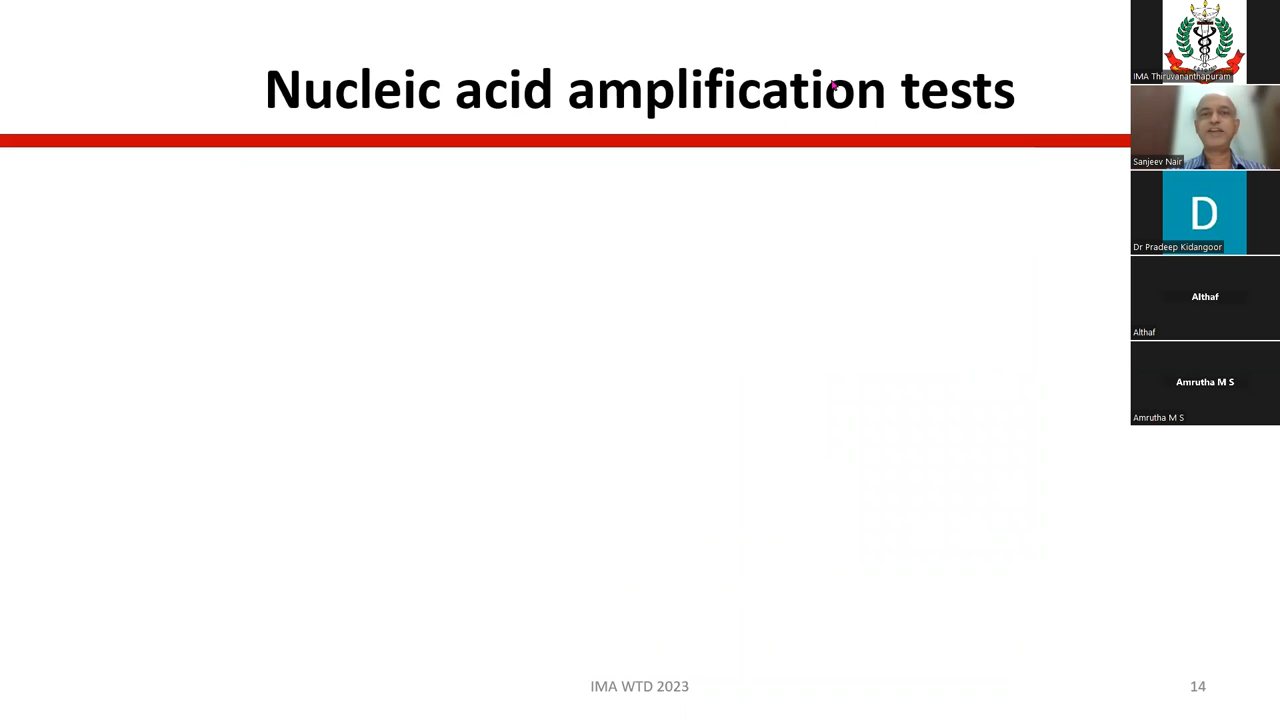 Nucleic acid amplification tests
IMA Thiruvananthapuram
Sanjeev Nair
D
Dr Pradeep Kidangoor
Althaf
Althaf
Amrutha M S
Amrutha M S
IMA WTD 2023
14